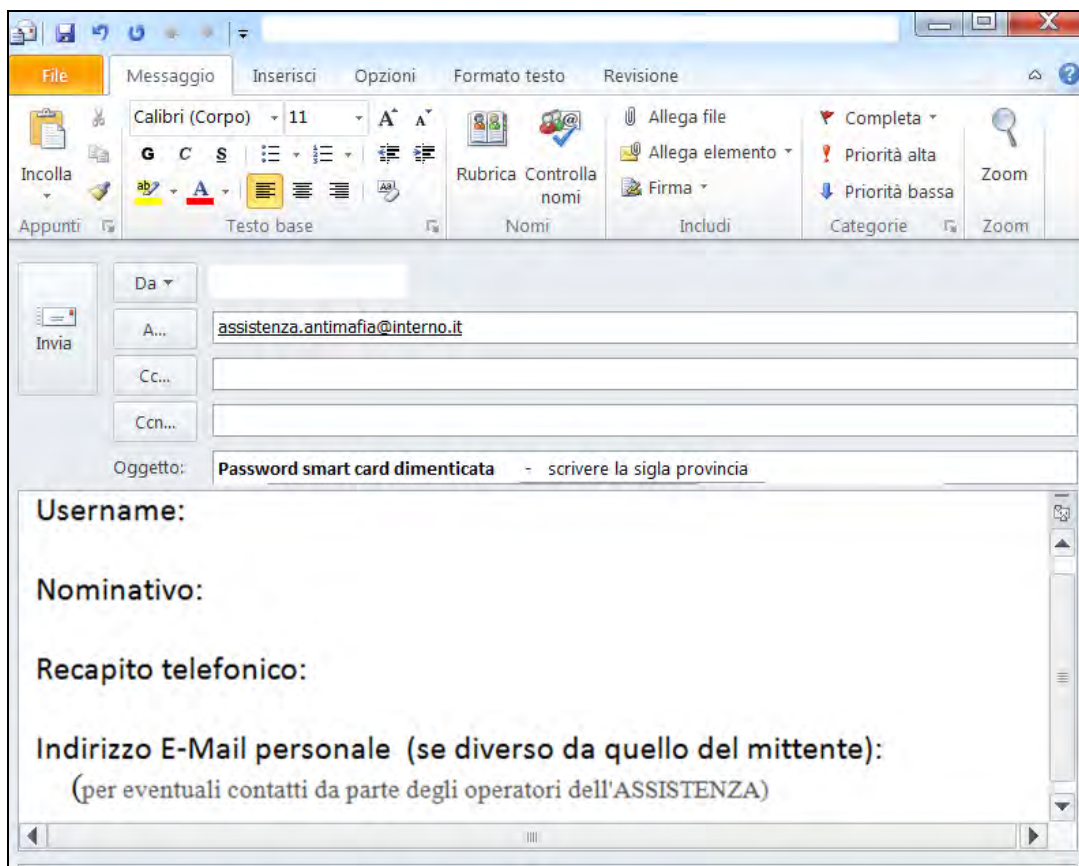 File Messaggio Inserisci Opzioni Formato testo Revisione
Calibri (Corpo) 11 A A Allega file Completa
G C S Allega elemento Priorità alta
Incolla Rubrica Controlla nomi Firma Priorità bassa Zoom
ab A Aa
Appunti Testo base Nomi Includi Categorie Zoom
Da
Invia
A... assistenza.antimafia@interno.it
Cc...
Ccn...
Oggetto: Password smart card dimenticata - scrivere la sigla provincia
Username:
Nominativo:
Recapito telefonico:
Indirizzo E-Mail personale (se diverso da quello del mittente):
(per eventuali contatti da parte degli operatori dell'ASSISTENZA)